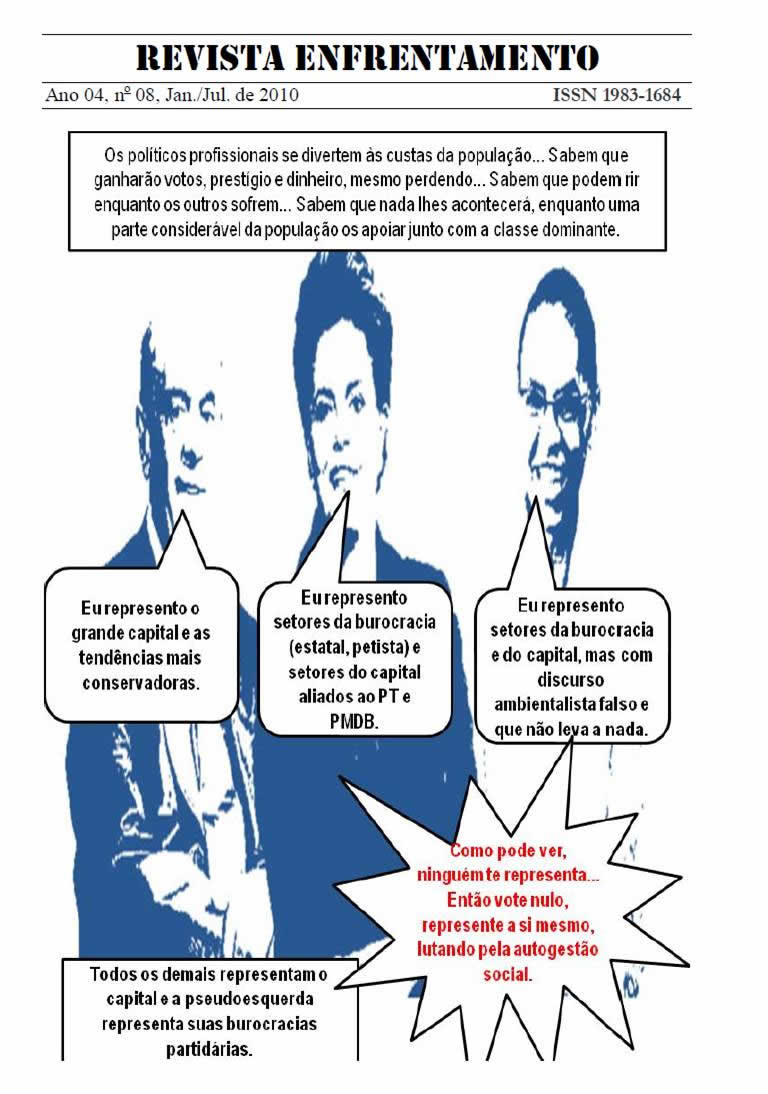 REVISTA ENFRENTAMENTO
Ano 04, nº 08, Jan./Jul. de 2010 ISSN 1983-1684
Os políticos profissionais se divertem às custas da população... Sabem que
ganharão votos, prestígio e dinheiro, mesmo perdendo... Sabem que podem rir
enquanto os outros sofrem... Sabem que nada lhes acontecerá, enquanto uma
parte considerável da população os apoiar junto com a classe dominante.
Eu represento o
grande capital e as
tendências mais
conservadoras.
Eu represento
setores da burocracia
(estatal, petista) e
setores do capital
aliados ao PT e
PMDB.
Eu represento
setores da burocracia
e do capital, mas com
discurso
ambientalista falso e
que não leva a nada.
Como pode ver,
ninguém te representa...
Então vote nulo,
represente a si mesmo,
lutando pela autogestão
social.
Todos os demais representam o
capital e a pseudoesquerda
representa suas burocracias
partidárias.